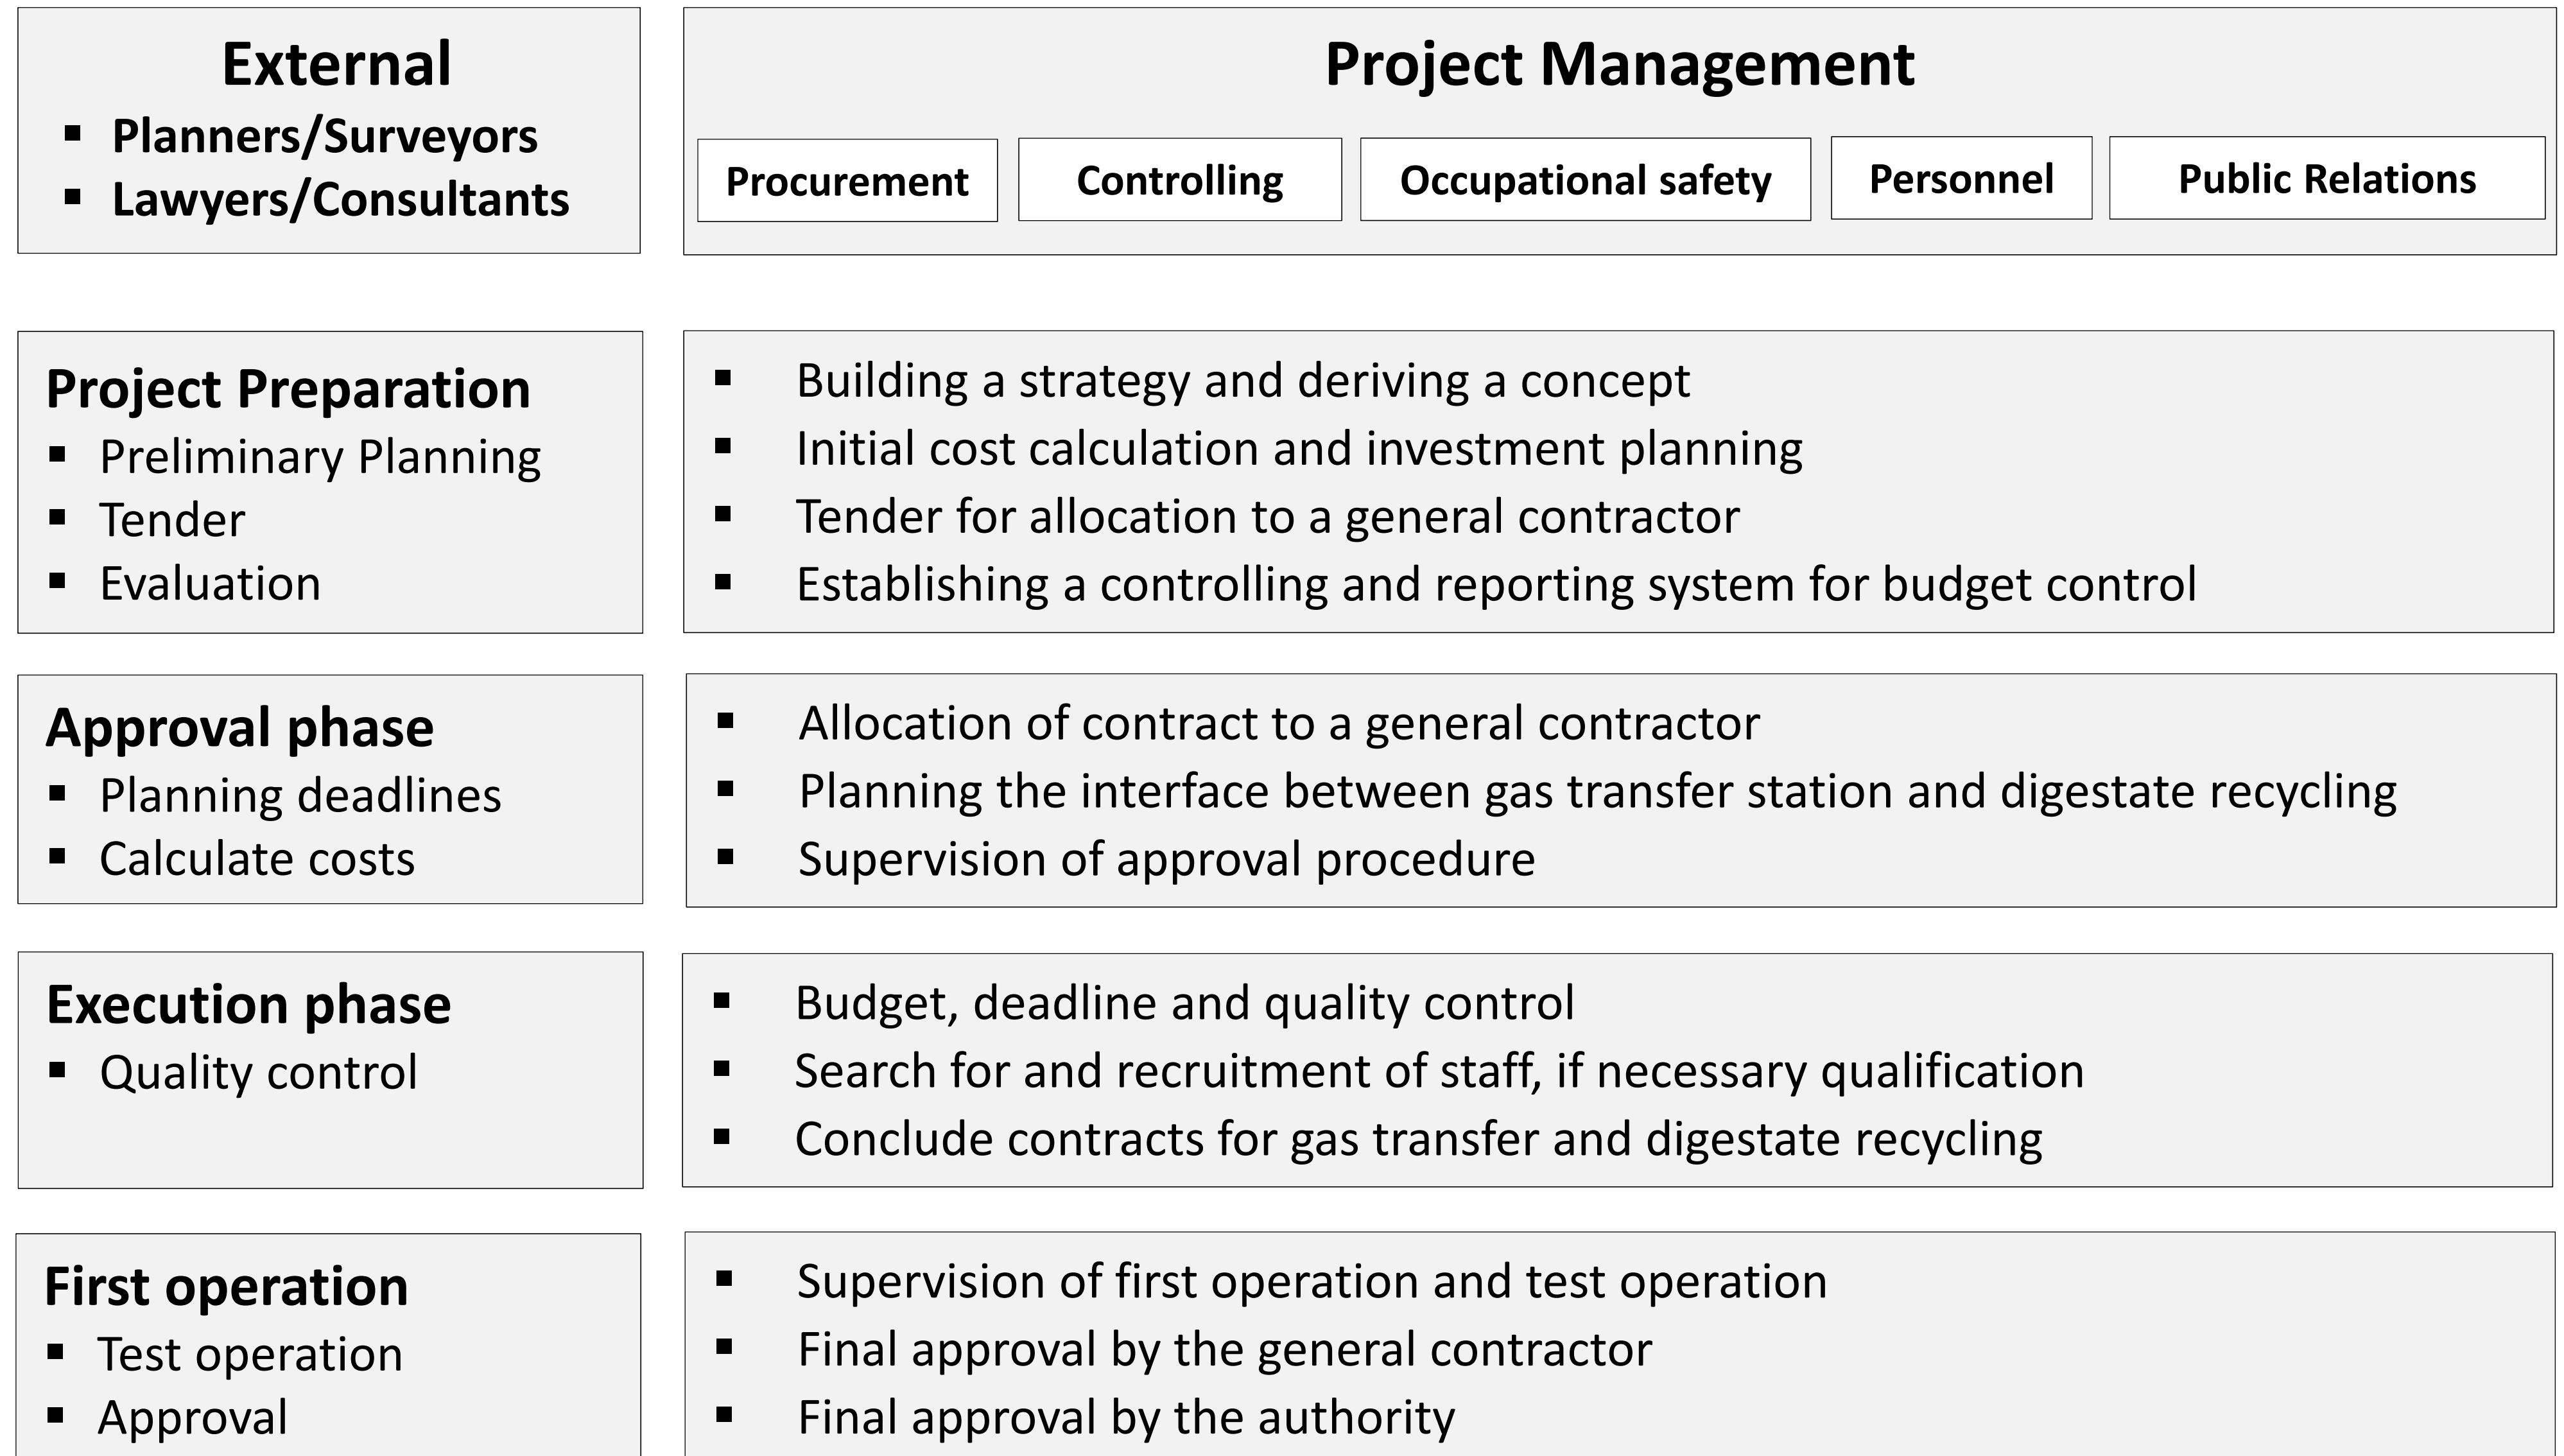 External
▪ Planners/Surveyors
▪ Lawyers/Consultants
Project Management
Procurement
Controlling
Occupational safety
Personnel
Public Relations
Project Preparation
▪ Preliminary Planning
▪ Tender
▪ Evaluation
▪ Building a strategy and deriving a concept
▪ Initial cost calculation and investment planning
▪ Tender for allocation to a general contractor
▪ Establishing a controlling and reporting system for budget control
Approval phase
▪ Planning deadlines
▪ Calculate costs
▪ Allocation of contract to a general contractor
▪ Planning the interface between gas transfer station and digestate recycling
▪ Supervision of approval procedure
Execution phase
▪ Quality control
▪ Budget, deadline and quality control
▪ Search for and recruitment of staff, if necessary qualification
▪ Conclude contracts for gas transfer and digestate recycling
First operation
▪ Test operation
▪ Approval
▪ Supervision of first operation and test operation
▪ Final approval by the general contractor
▪ Final approval by the authority